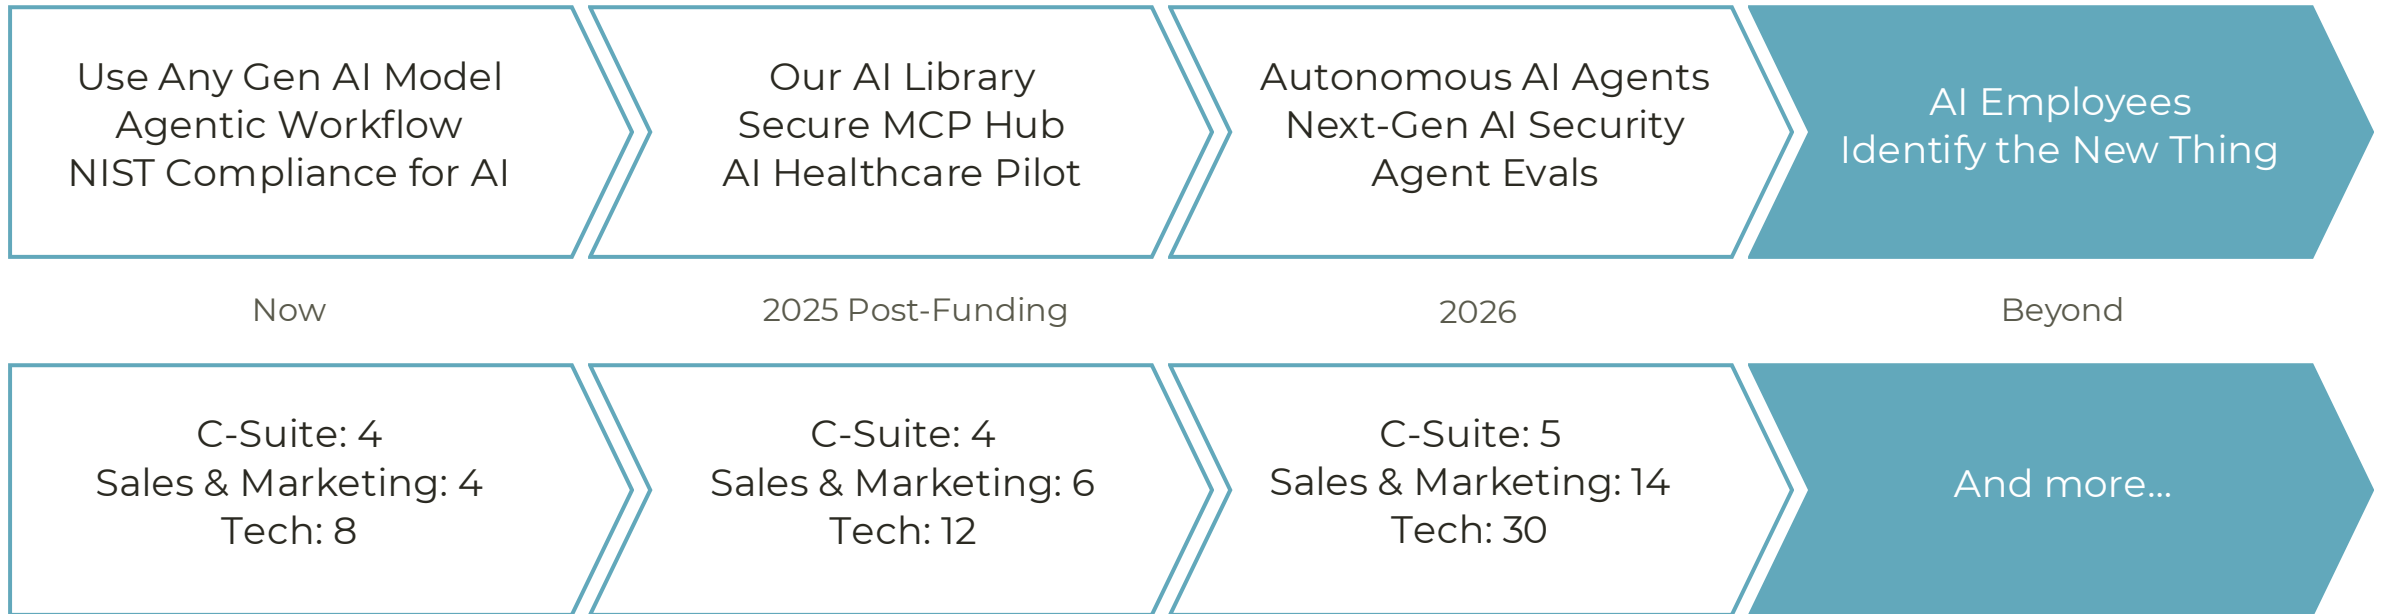 Use Any Gen AI Model
Agentic Workflow
NIST Compliance for AI
Our AI Library
Secure MCP Hub
AI Healthcare Pilot
Autonomous AI Agents
Next-Gen AI Security
Agent Evals
AI Employees
Identify the New Thing
Now
2025 Post-Funding
2026
Beyond
C-Suite: 4
Sales & Marketing: 4
Tech: 8
C-Suite: 4
Sales & Marketing: 6
Tech: 12
C-Suite: 5
Sales & Marketing: 14
Tech: 30
And more...